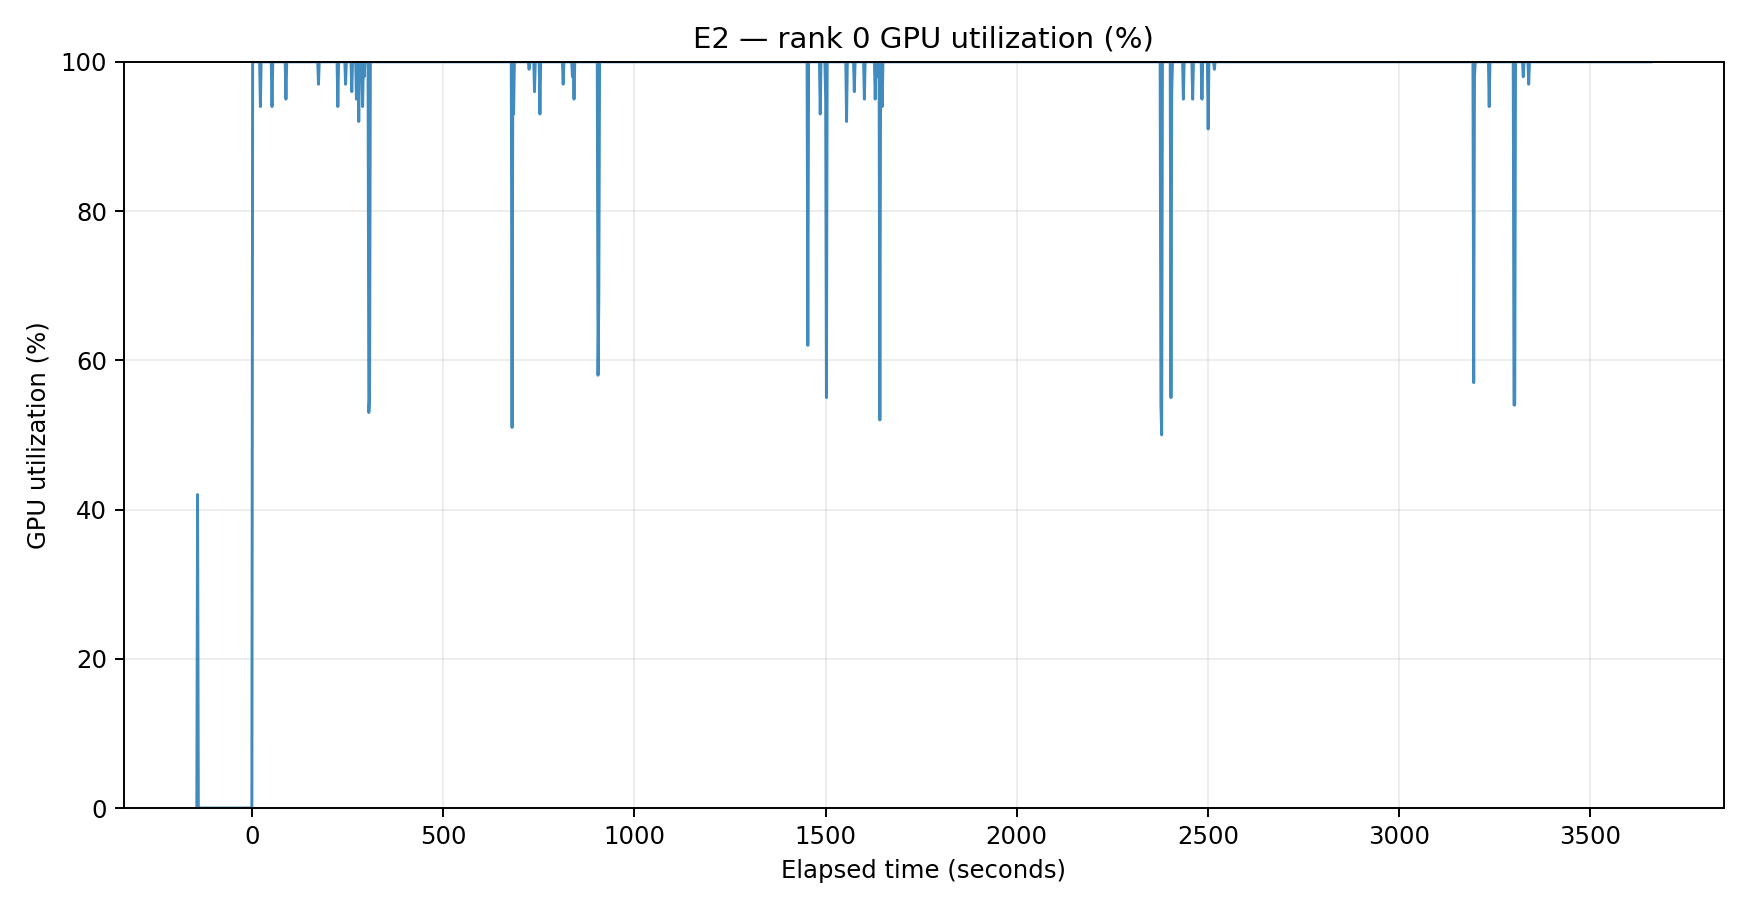 E2 — rank 0 GPU utilization (%)
100
80
60
40
20
0
GPU utilization (%)
0 500 1000 1500 2000 2500 3000 3500
Elapsed time (seconds)